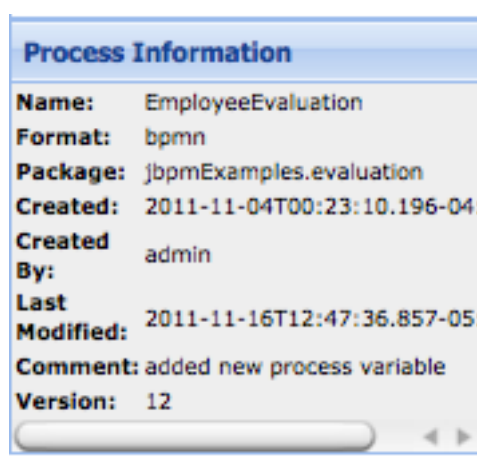 Process Information
Name: EmployeeEvaluation
Format: bpmn
Package: jbpmExamples.evaluation
Created: 2011-11-04T00:23:10.196-04:
Created
By: admin
Last
Modified: 2011-11-16T12:47:36.857-05:
Comment: added new process variable
Version: 12